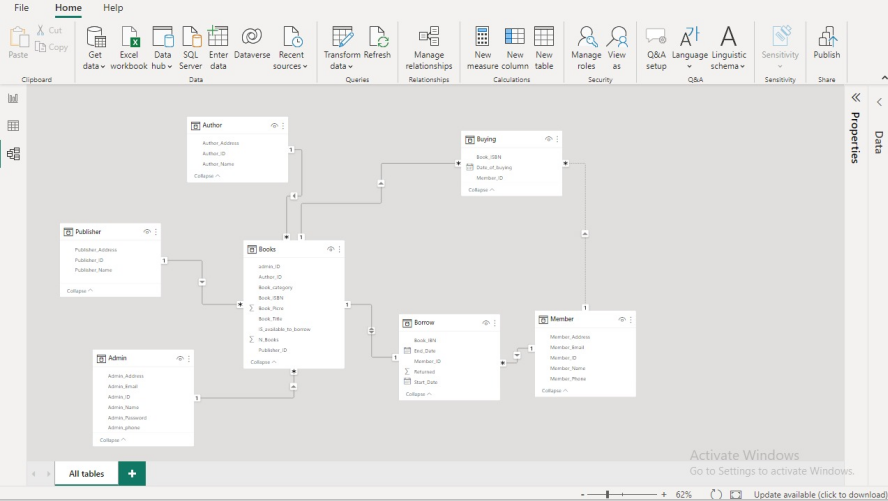 File Home Help
Paste
Cut
Copy
Get data
Excel workbook
Data hub
SQL Server
Enter data
Dataverse
Recent sources
Transform data
Refresh
Manage relationships
New measure
New column
New table
Manage roles
View as
Q&A setup
Language
Linguistic schema
Sensitivity
Publish
Clipboard Data Queries Relationships Calculations Security Q&A Sensitivity Share
Author
Author_Address
Author_ID
Author_Name
Collapse
1
*
1
Buying
Book_ISBN
Date_of_buying
Member_ID
Collapse
*
*
Publisher
Publisher_Address
Publisher_ID
Publisher_Name
Collapse
1
*
Books
admin_ID
Author_ID
Book_category
Book_ISBN
Book_Price
Book_Title
IS_available_to_borrow
N_Books
Publisher_ID
Collapse
1
*
Borrow
Book_IBN
End_Date
Member_ID
Returned
Start_Date
Collapse
1
*
Member
Member_Address
Member_Email
Member_ID
Member_Name
Member_Phone
Collapse
1
1
Admin
Admin_Address
Admin_Email
Admin_ID
Admin_Name
Admin_Password
Admin_phone
Collapse
1
Properties
Data
Activate Windows
Go to Settings to activate Windows.
All tables +
- + 62% Update available (click to download)